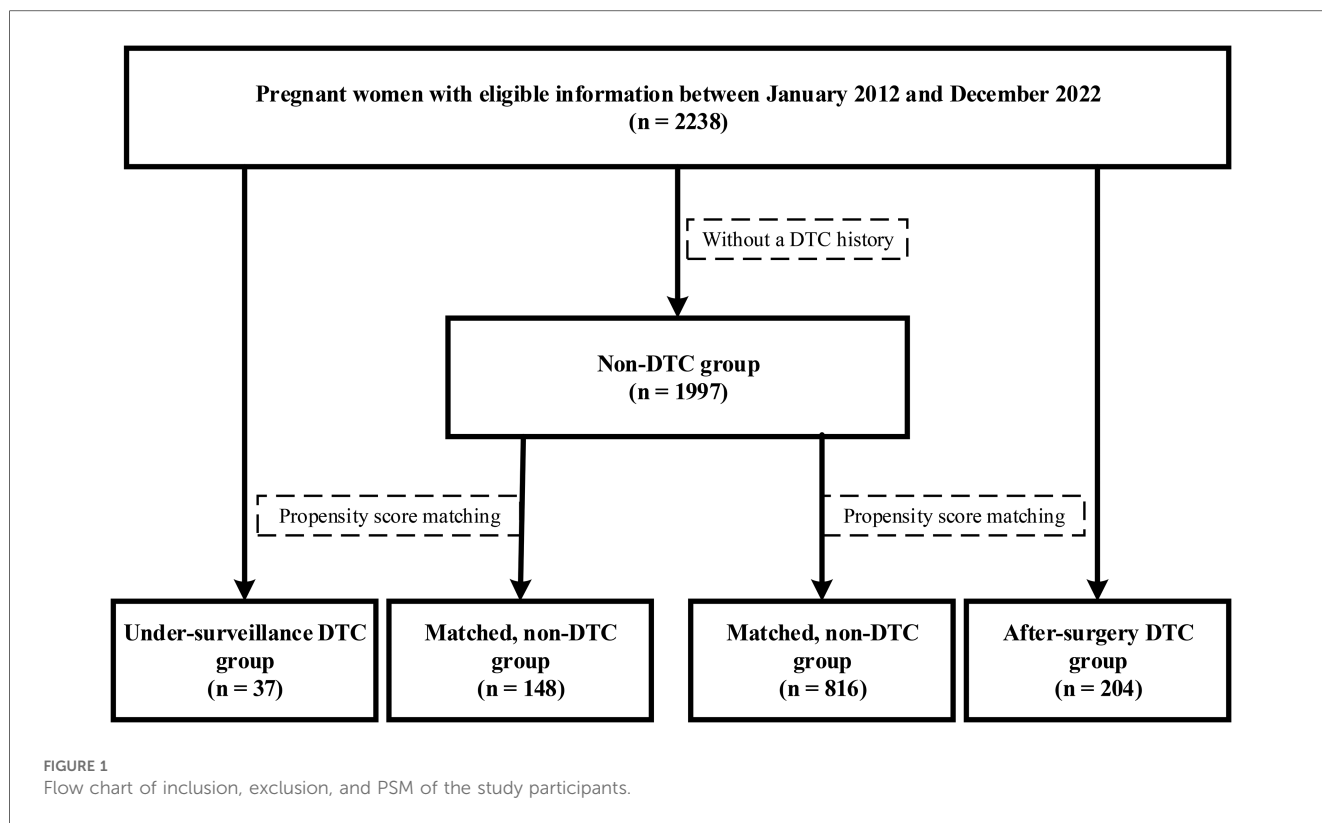 Pregnant women with eligible information between January 2012 and December 2022
(n = 2238)
Without a DTC history
Non-DTC group
(n = 1997)
Propensity score matching
Propensity score matching
Under-surveillance DTC
group
(n = 37)
Matched, non-DTC
group
(n = 148)
Matched, non-DTC
group
(n = 816)
After-surgery DTC
group
(n = 204)
FIGURE 1
Flow chart of inclusion, exclusion, and PSM of the study participants.